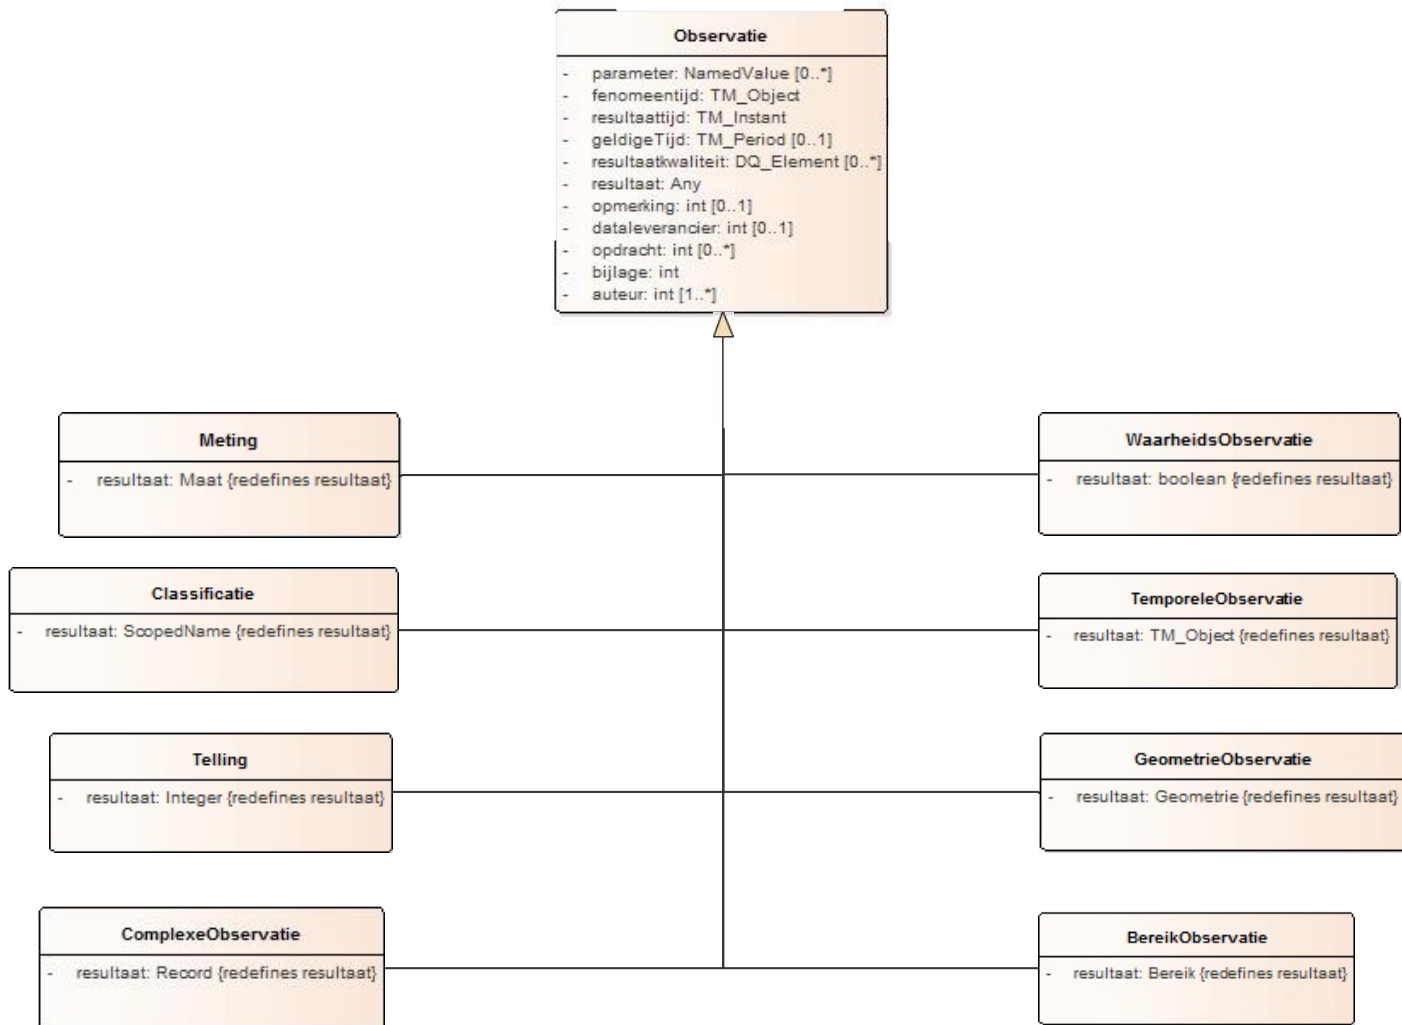 Observatie
- parameter: NamedValue [0..*]
- fenomeentijd: TM_Object
- resultaattijd: TM_Instant
- geldigeTijd: TM_Period [0..1]
- resultaatkwaliteit: DQ_Element [0..*]
- resultaat: Any
- opmerking: int [0..1]
- dataleverancier: int [0..1]
- opdracht: int [0..*]
- bijlage: int
- auteur: int [1..*]
Meting
- resultaat: Maat {redefines resultaat}
WaarheidsObservatie
- resultaat: boolean {redefines resultaat}
Classificatie
- resultaat: ScopedName {redefines resultaat}
TemporeleObservatie
- resultaat: TM_Object {redefines resultaat}
Telling
- resultaat: Integer {redefines resultaat}
GeometrieObservatie
- resultaat: Geometrie {redefines resultaat}
ComplexeObservatie
- resultaat: Record {redefines resultaat}
BereikObservatie
- resultaat: Bereik {redefines resultaat}